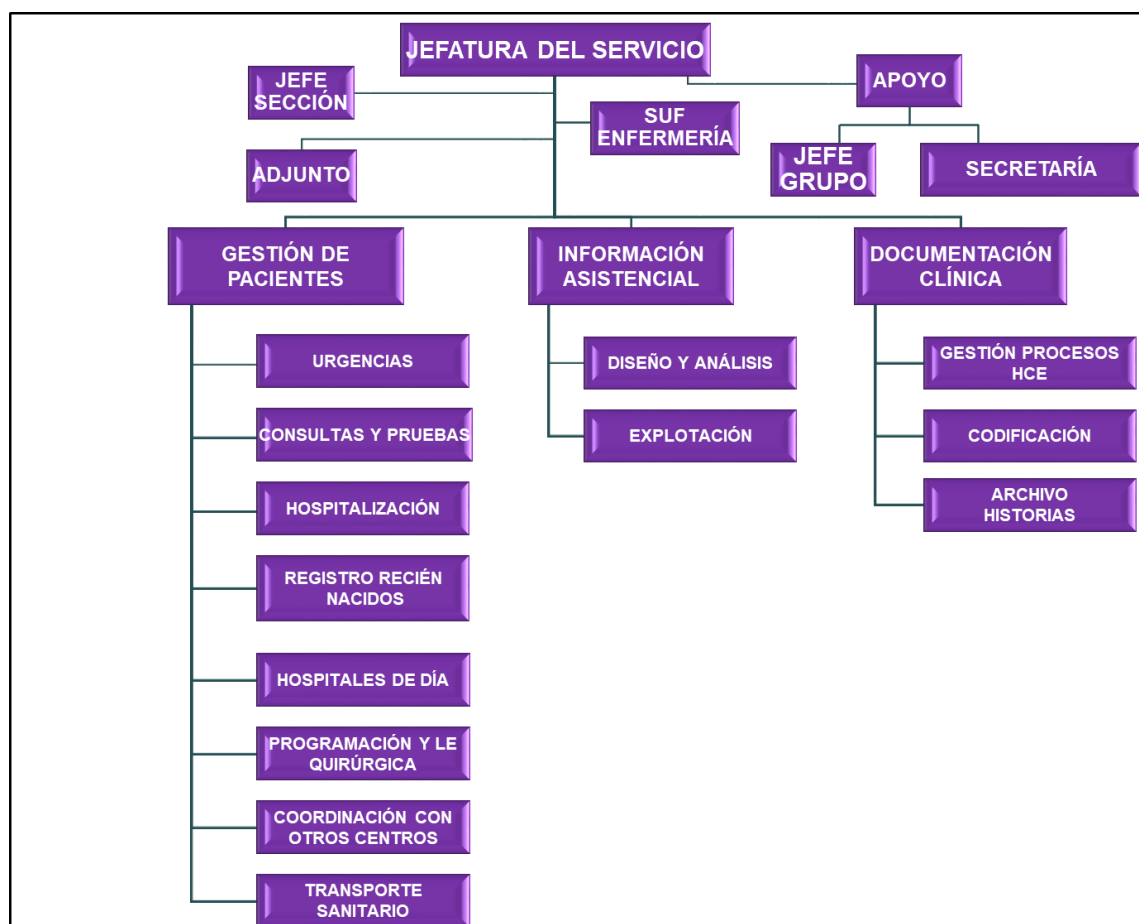 JEFATURA DEL SERVICIO
JEFE
SECCIÓN
APOYO
SUF
ENFERMERÍA
ADJUNTO
JEFE
GRUPO
SECRETARÍA
GESTIÓN DE
PACIENTES
INFORMACIÓN
ASISTENCIAL
DOCUMENTACIÓN
CLÍNICA
URGENCIAS
CONSULTAS Y PRUEBAS
HOSPITALIZACIÓN
REGISTRO RECIÉN
NACIDOS
HOSPITALES DE DÍA
PROGRAMACIÓN Y LE
QUIRÚRGICA
COORDINACIÓN CON
OTROS CENTROS
TRANSPORTE
SANITARIO
DISEÑO Y ANÁLISIS
EXPLOTACIÓN
GESTIÓN PROCESOS
HCE
CODIFICACIÓN
ARCHIVO
HISTORIAS